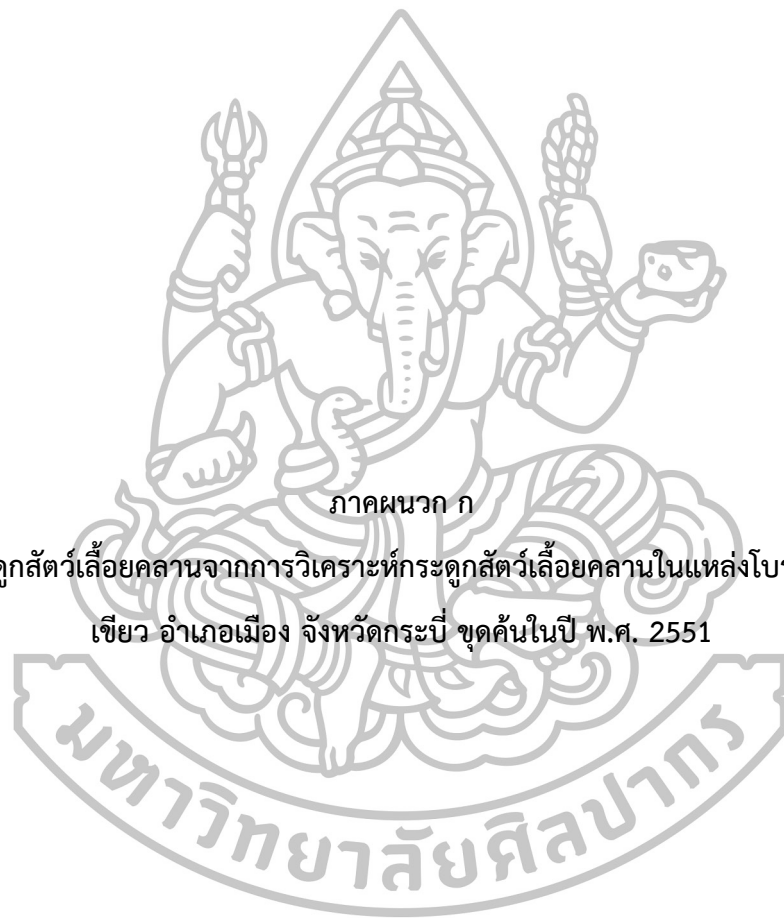 ภาคผนวก ก
ดูกสัตว์เลื้อยคลานจากการวิเคราะห์กระดูกสัตว์เลื้อยคลานในแหล่งโบร
เขียว อำเภอเมือง จังหวัดกระบี่ ขุดค้นในปี พ.ศ. 2551
มหาวิทยาลัยศิลปากร